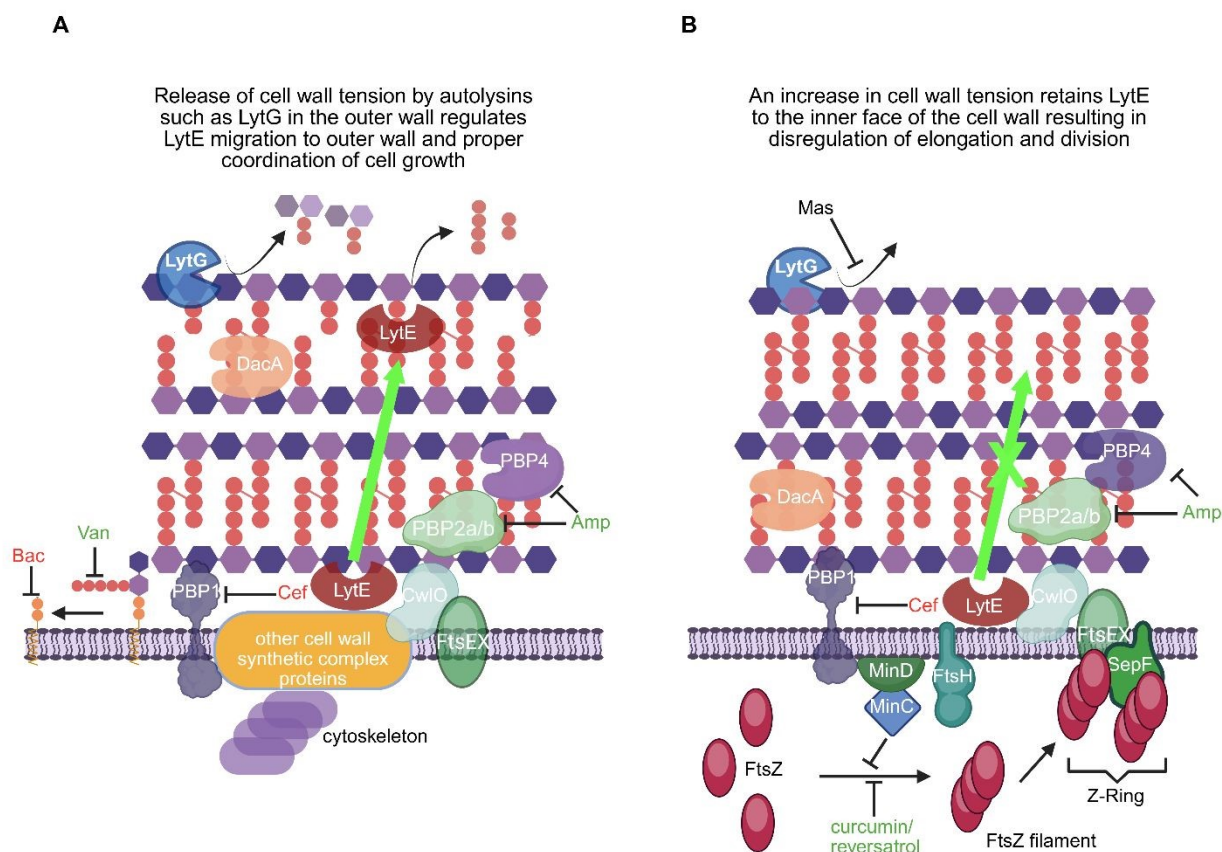 A
Release of cell wall tension by autolysins
such as LytG in the outer wall regulates
LytE migration to outer wall and proper
coordination of cell growth
LytG
LytE
DacA
PBP4
PBP2a/b
Amp
Van
Bac
PBP1
Cef
LytE
CwlO
FtsEX
other cell wall
synthetic complex
proteins
cytoskeleton
B
An increase in cell wall tension retains LytE
to the inner face of the cell wall resulting in
disregulation of elongation and division
Mas
LytG
PBP4
DacA
PBP2a/b
Amp
PBP1
Cef
LytE
CwlO
FtsEX
SepF
MinD
FtsH
MinC
FtsZ
Z-Ring
curcumin/
reversatrol
FtsZ filament